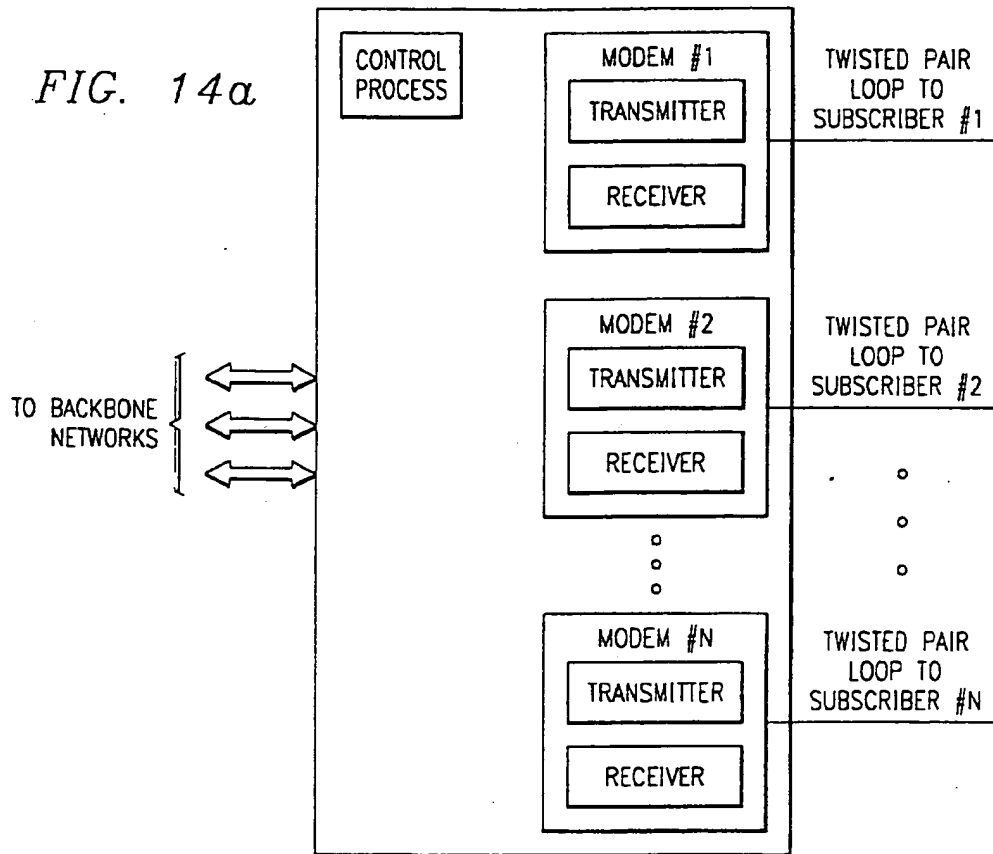 FIG. 14a
CONTROL
PROCESS
MODEM #1
TRANSMITTER
RECEIVER
TWISTED PAIR
LOOP TO
SUBSCRIBER #1
MODEM #2
TRANSMITTER
RECEIVER
TWISTED PAIR
LOOP TO
SUBSCRIBER #2
TO BACKBONE
NETWORKS
MODEM #N
TRANSMITTER
RECEIVER
TWISTED PAIR
LOOP TO
SUBSCRIBER #N